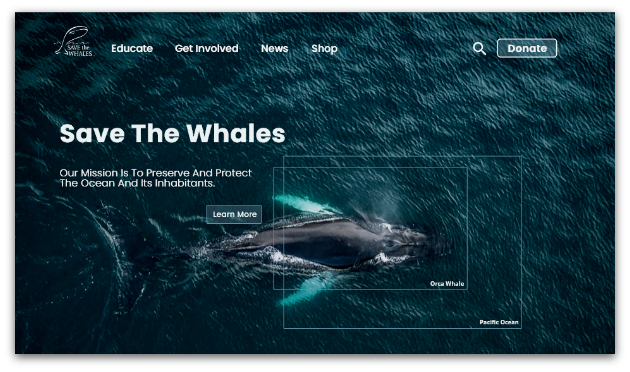 SAVE the
WHALES
Educate
Get Involved
News
Shop
Donate
Save The Whales
Our Mission Is To Preserve And Protect
The Ocean And Its Inhabitants.
Learn More
Orca Whale
Pacific Ocean